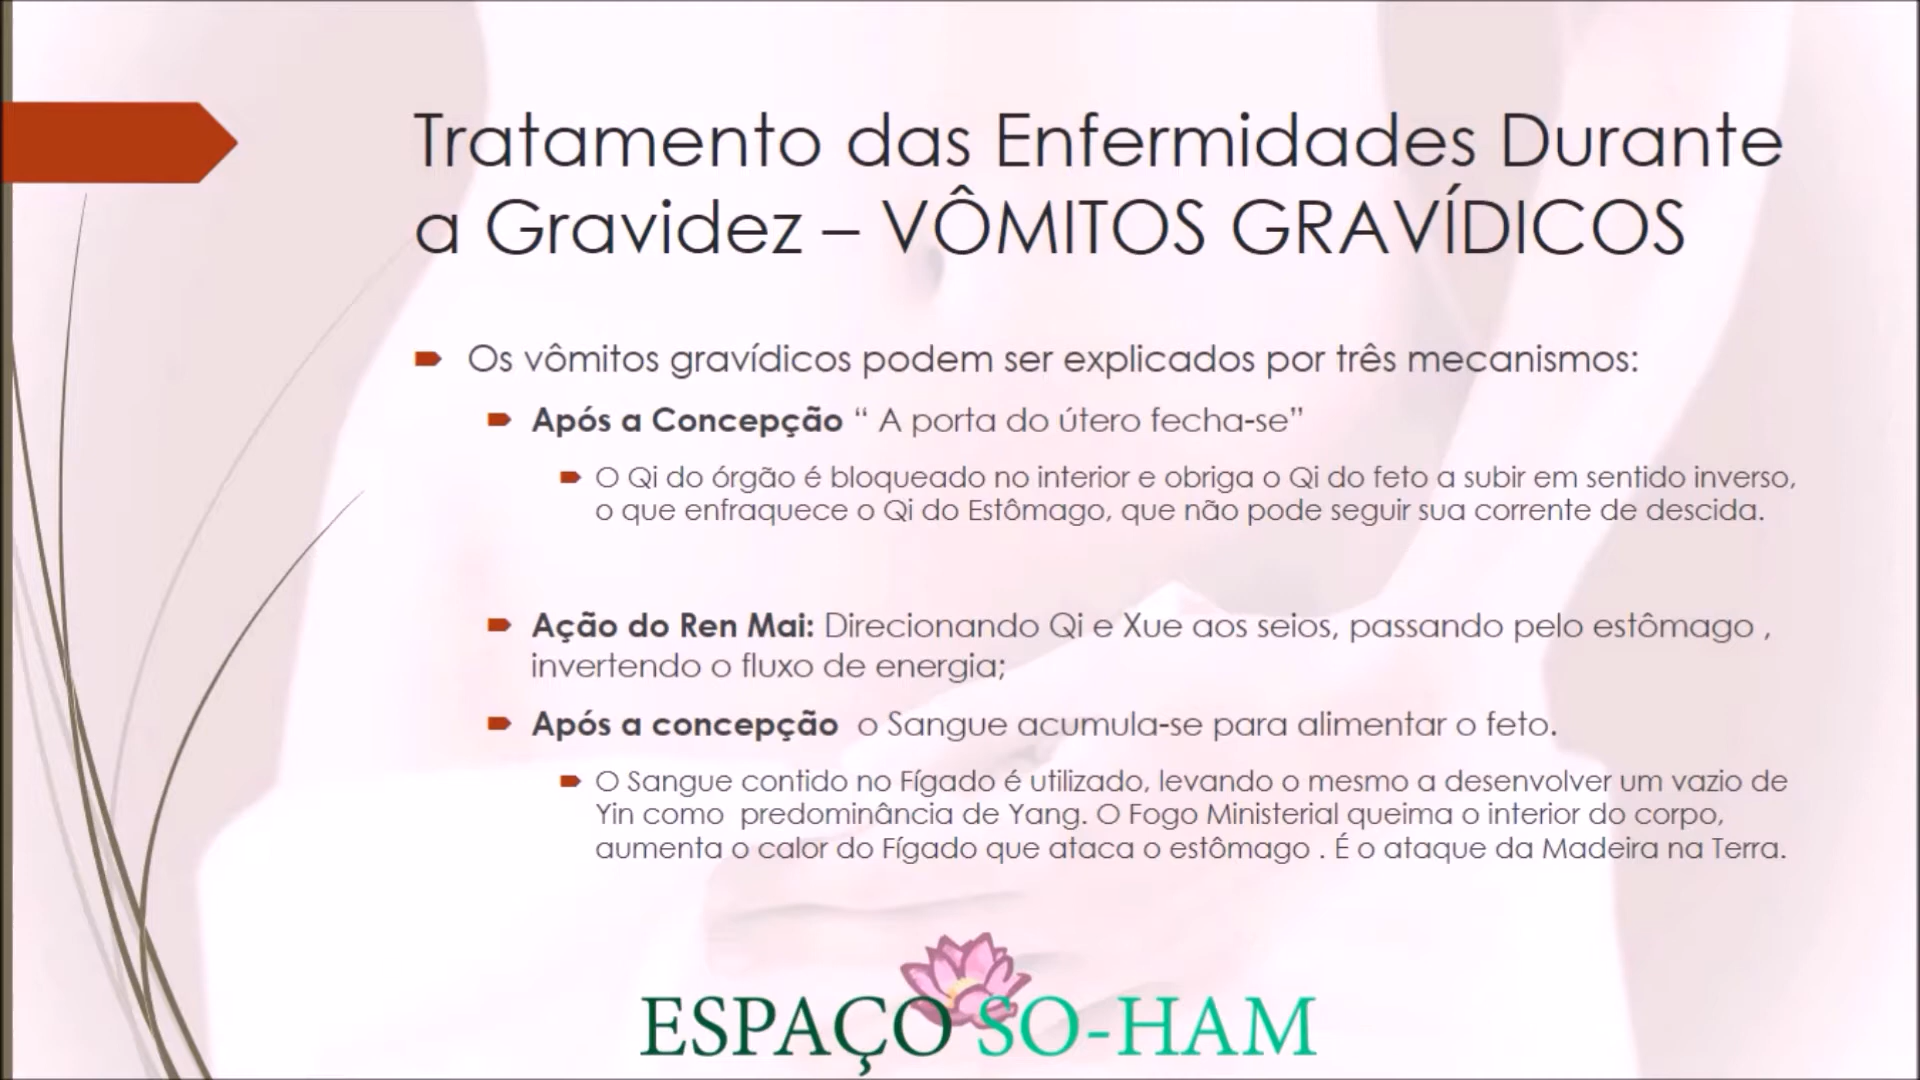 Tratamento das Enfermidades Durante
a Gravidez – VÔMITOS GRAVÍDICOS
Os vômitos gravídicos podem ser explicados por três mecanismos:
Após a Concepção “ A porta do útero fecha-se”
O Qi do órgão é bloqueado no interior e obriga o Qi do feto a subir em sentido inverso,
o que enfraquece o Qi do Estômago, que não pode seguir sua corrente de descida.
Ação do Ren Mai: Direcionando Qi e Xue aos seios, passando pelo estômago ,
invertendo o fluxo de energia;
Após a concepção o Sangue acumula-se para alimentar o feto.
O Sangue contido no Fígado é utilizado, levando o mesmo a desenvolver um vazio de
Yin como predominância de Yang. O Fogo Ministerial queima o interior do corpo,
aumenta o calor do Fígado que ataca o estômago . É o ataque da Madeira na Terra.
ESPAÇO SO-HAM